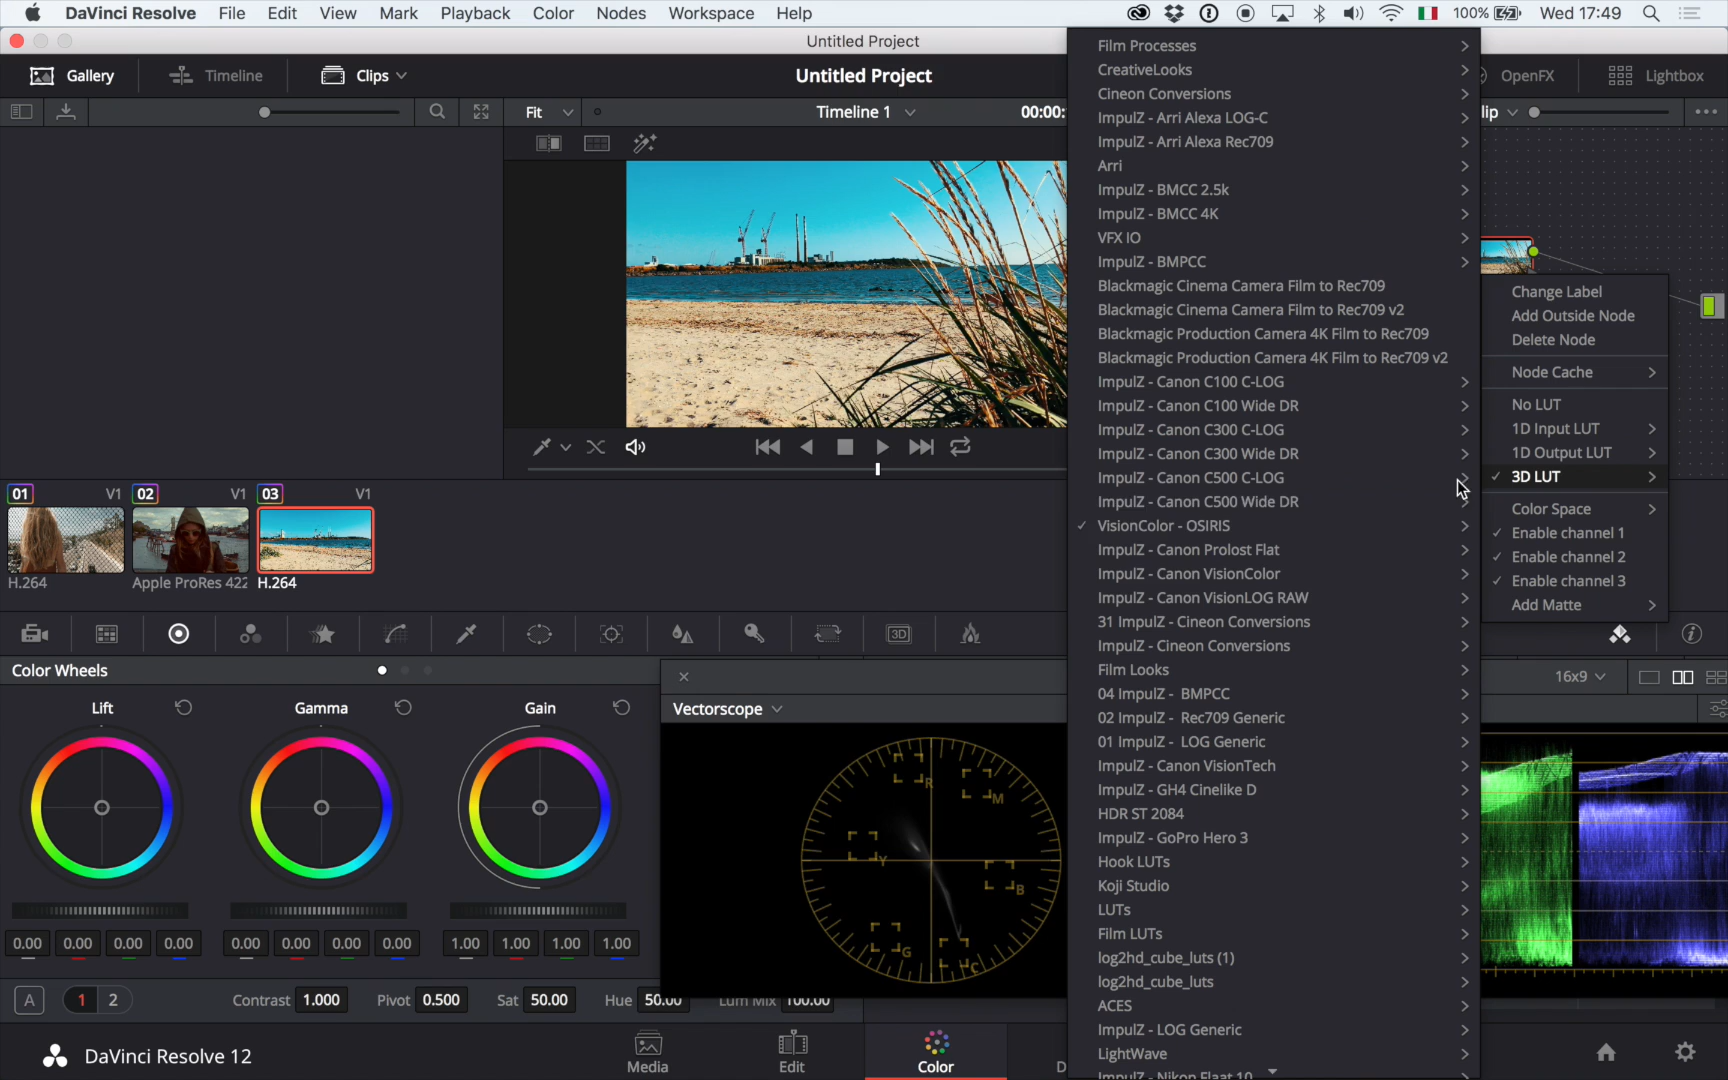 DaVinci Resolve File Edit View Mark Playback Color Nodes Workspace Help 100% Wed 17:49
Untitled Project
Gallery Timeline Clips Untitled Project OpenFX Lightbox
Fit Timeline 1 00:00: lip
Film Processes
CreativeLooks
Cineon Conversions
ImpulZ - Arri Alexa LOG-C
ImpulZ - Arri Alexa Rec709
Arri
ImpulZ - BMCC 2.5k
ImpulZ - BMCC 4K
VFX IO
ImpulZ - BMPCC
Blackmagic Cinema Camera Film to Rec709
Blackmagic Cinema Camera Film to Rec709 v2
Blackmagic Production Camera 4K Film to Rec709
Blackmagic Production Camera 4K Film to Rec709 v2
ImpulZ - Canon C100 C-LOG
ImpulZ - Canon C100 Wide DR
ImpulZ - Canon C300 C-LOG
ImpulZ - Canon C300 Wide DR
ImpulZ - Canon C500 C-LOG
ImpulZ - Canon C500 Wide DR
VisionColor - OSIRIS
ImpulZ - Canon Prolost Flat
ImpulZ - Canon VisionColor
ImpulZ - Canon VisionLOG RAW
31 ImpulZ - Cineon Conversions
ImpulZ - Cineon Conversions
Film Looks
04 ImpulZ - BMPCC
02 ImpulZ - Rec709 Generic
01 ImpulZ - LOG Generic
ImpulZ - Canon VisionTech
ImpulZ - GH4 Cinelike D
HDR ST 2084
ImpulZ - GoPro Hero 3
Hook LUTs
Koji Studio
LUTs
Film LUTs
log2hd_cube_luts (1)
log2hd_cube_luts
ACES
ImpulZ - LOG Generic
LightWave
ImpulZ - Nikon Flaat 10
Change Label
Add Outside Node
Delete Node
Node Cache
No LUT
1D Input LUT
1D Output LUT
3D LUT
Color Space
Enable channel 1
Enable channel 2
Enable channel 3
Add Matte
01 V1 02 V1 03 V1
H.264 Apple ProRes 422 H.264
3D
Color Wheels
16x9
Lift Gamma Gain
Vectorscope
R M Y B G C
0.00 0.00 0.00 0.00 0.00 0.00 0.00 0.00 1.00 1.00 1.00 1.00
A 1 2 Contrast 1.000 Pivot 0.500 Sat 50.00 Hue 50.00 Lum Mix 100.00
DaVinci Resolve 12 Media Edit Color D